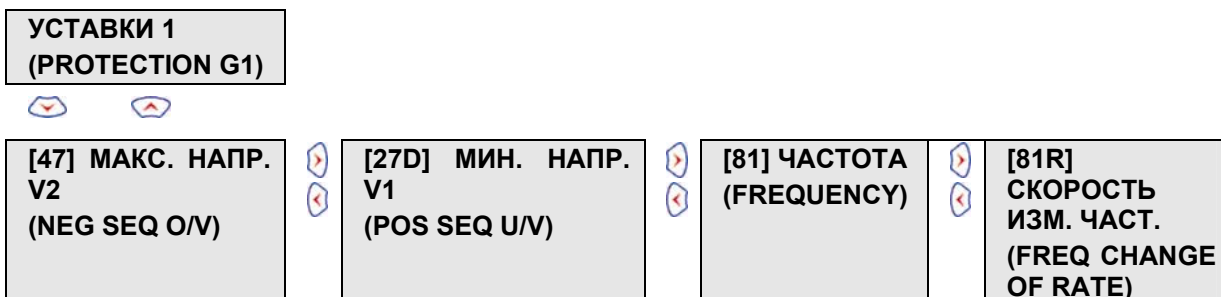 УСТАВКИ 1
(PROTECTION G1)
[47] МАКС. НАПР.
V2
(NEG SEQ O/V)
[27D] МИН. НАПР.
V1
(POS SEQ U/V)
[81] ЧАСТОТА
(FREQUENCY)
[81R]
СКОРОСТЬ
ИЗМ. ЧАСТ.
(FREQ CHANGE
OF RATE)